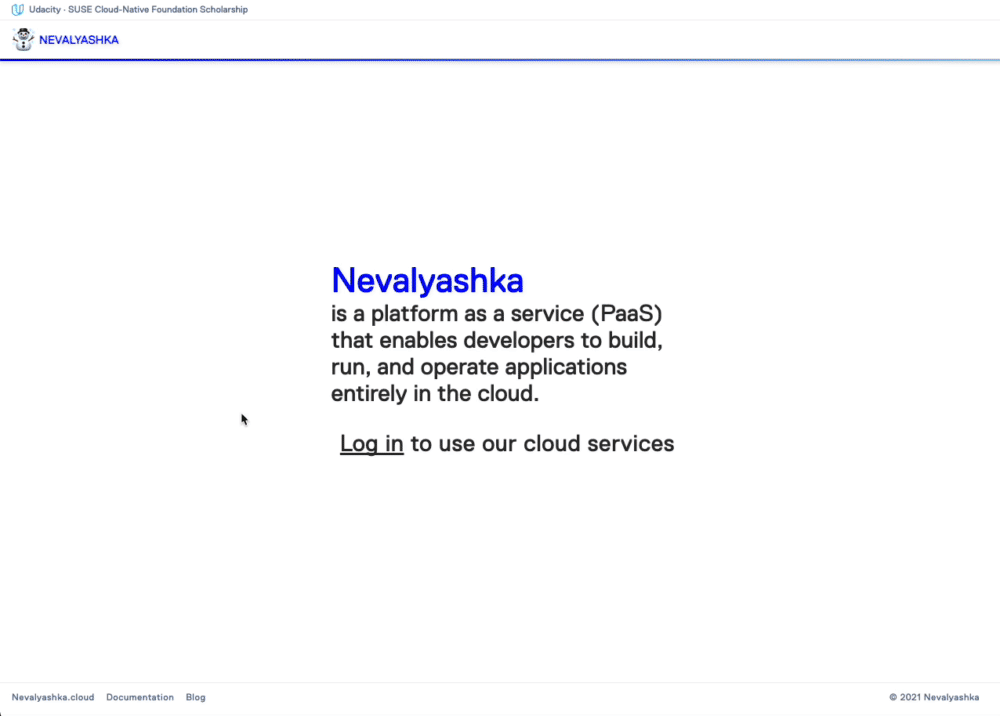 Udacity · SUSE Cloud-Native Foundation Scholarship
NEVALYASHKA
Nevalyashka
is a platform as a service (PaaS)
that enables developers to build,
run, and operate applications
entirely in the cloud.
Log in to use our cloud services
Nevalyashka.cloud Documentation Blog © 2021 Nevalyashka